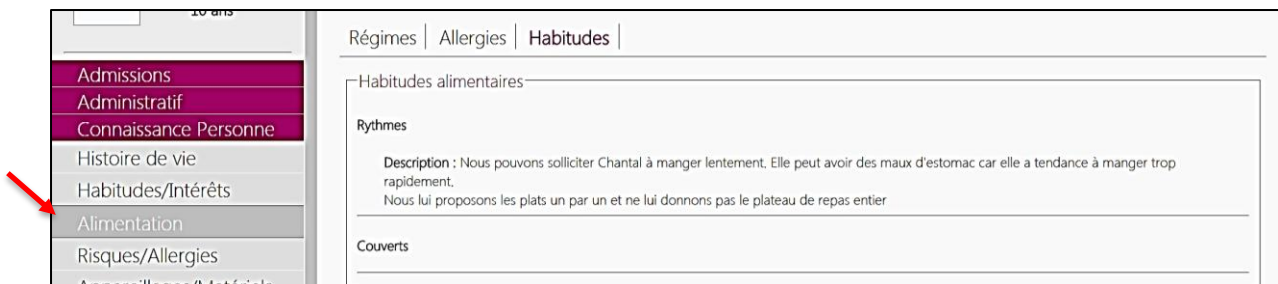 10 ans
Admissions
Administratif
Connaissance Personne
Histoire de vie
Habitudes/Intérêts
Alimentation
Risques/Allergies
Régimes | Allergies | Habitudes |
Habitudes alimentaires
Rythmes
Description : Nous pouvons solliciter Chantal à manger lentement. Elle peut avoir des maux d'estomac car elle a tendance à manger trop
rapidement.
Nous lui proposons les plats un par un et ne lui donnons pas le plateau de repas entier
Couverts